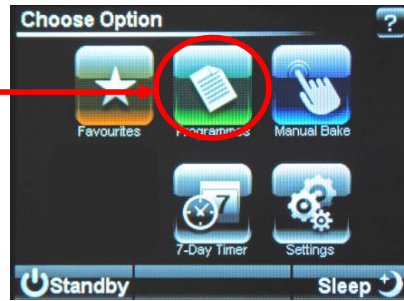 Choose Option ?
Favourites Programmes Manual Bake
7
7-Day Timer Settings
Standby Sleep